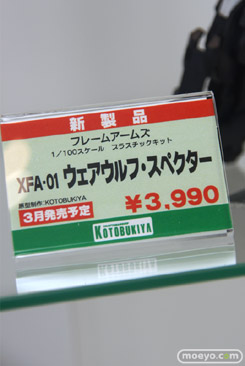 新製品
フレームアームズ
1/100スケール プラスチックキット
XFA-01 ウェアウルフ・スペクター
原型制作:KOTOBUKIYA
3月発売予定
¥3,990
KOTOBUKIYA
moeyo.com